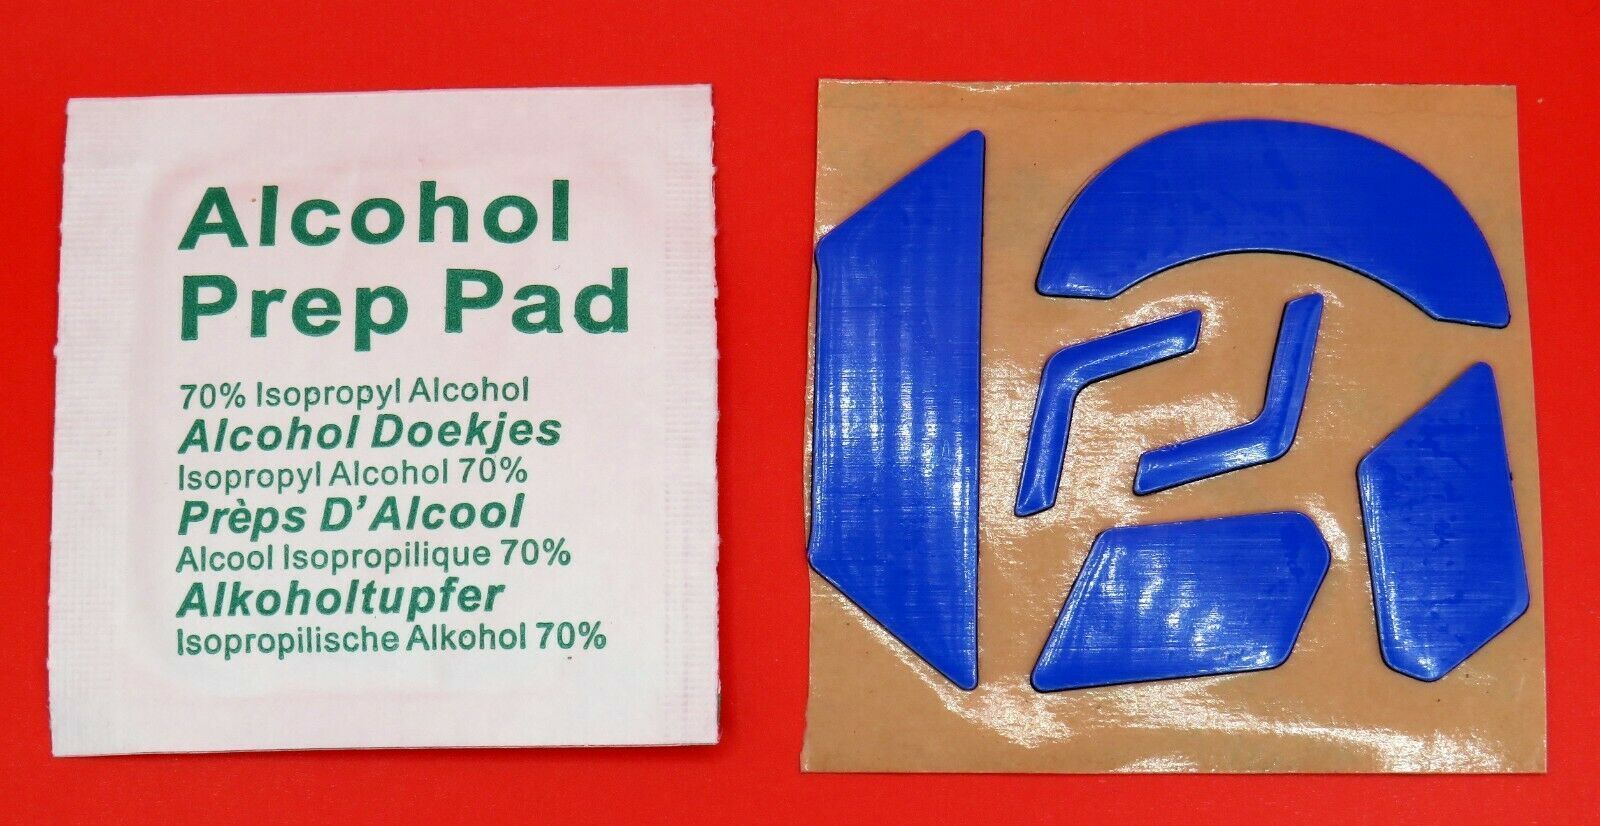 Alcohol
Prep Pad
70% Isopropyl Alcohol
Alcohol Doekjes
Isopropyl Alcohol 70%
Prèps D'Alcool
Alcool Isopropilique 70%
Alkoholtupfer
Isopropilische Alkohol 70%